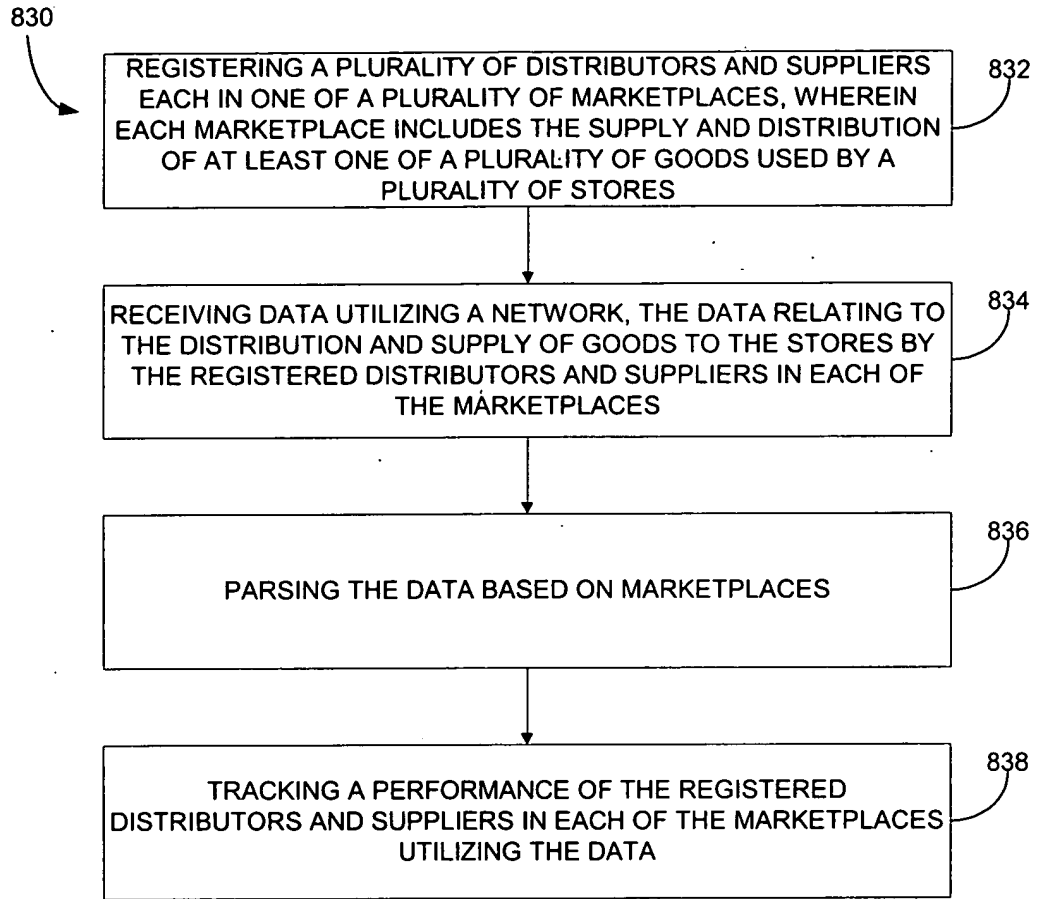 830
REGISTERING A PLURALITY OF DISTRIBUTORS AND SUPPLIERS
EACH IN ONE OF A PLURALITY OF MARKETPLACES, WHEREIN
EACH MARKETPLACE INCLUDES THE SUPPLY AND DISTRIBUTION
OF AT LEAST ONE OF A PLURALITY OF GOODS USED BY A
PLURALITY OF STORES
832
RECEIVING DATA UTILIZING A NETWORK, THE DATA RELATING TO
THE DISTRIBUTION AND SUPPLY OF GOODS TO THE STORES BY
THE REGISTERED DISTRIBUTORS AND SUPPLIERS IN EACH OF
THE MARKETPLACES
834
PARSING THE DATA BASED ON MARKETPLACES
836
TRACKING A PERFORMANCE OF THE REGISTERED
DISTRIBUTORS AND SUPPLIERS IN EACH OF THE MARKETPLACES
UTILIZING THE DATA
838